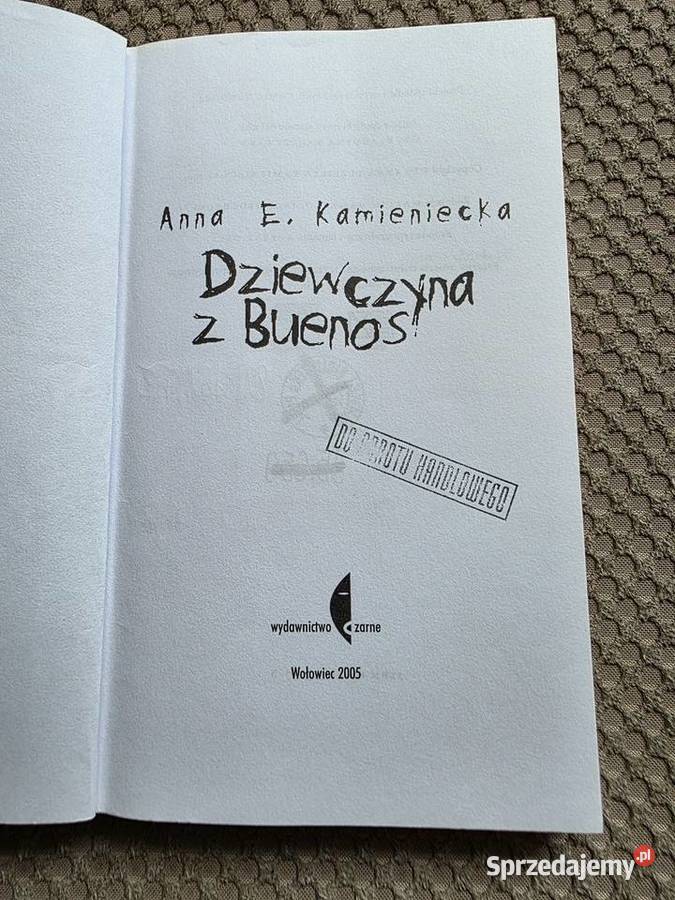 Anna E. Kamieniecka
Dziewczyna
z Buenos
DO OBROTU HANDLOWEGO
wydawnictwo czarne
Wołowiec 2005
Sprzedajemy.pl